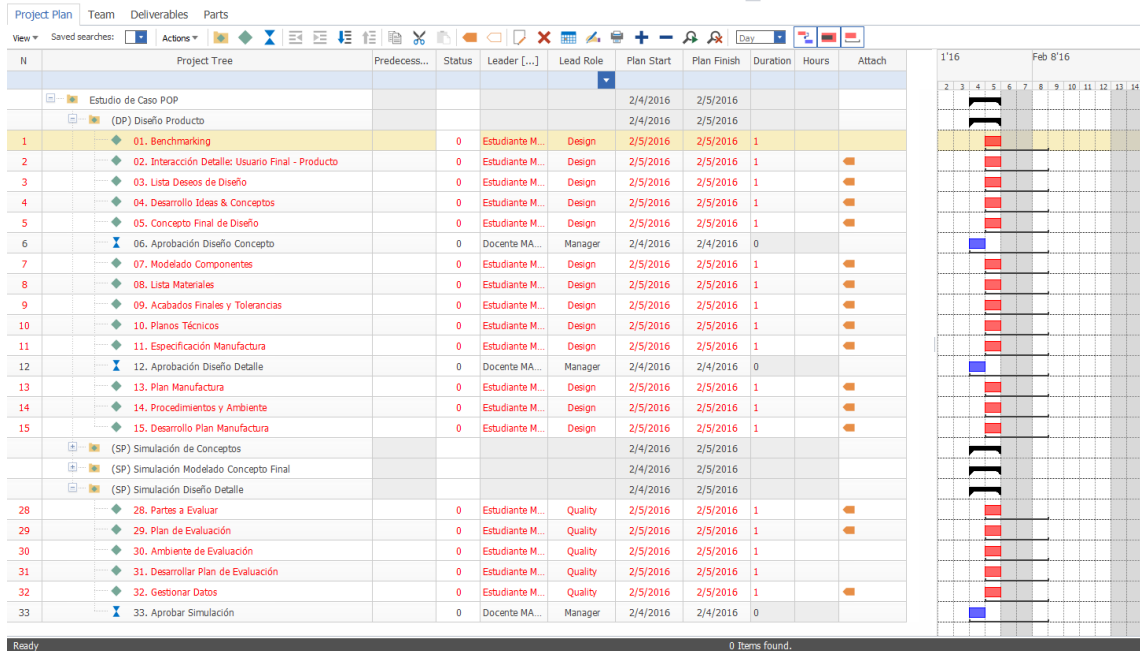 Project Plan Team Deliverables Parts
View Saved searches: Actions Day
N Project Tree Predecess... Status Leader [...] Lead Role Plan Start Plan Finish Duration Hours Attach 1'16 Feb 8'16
2 3 4 5 6 7 8 9 10 11 12 13 14
Estudio de Caso POP 2/4/2016 2/5/2016
(DP) Diseño Producto 2/4/2016 2/5/2016
1 01. Benchmarking 0 Estudiante M... Design 2/5/2016 2/5/2016 1
2 02. Interacción Detalle: Usuario Final - Producto 0 Estudiante M... Design 2/5/2016 2/5/2016 1
3 03. Lista Deseos de Diseño 0 Estudiante M... Design 2/5/2016 2/5/2016 1
4 04. Desarrollo Ideas & Conceptos 0 Estudiante M... Design 2/5/2016 2/5/2016 1
5 05. Concepto Final de Diseño 0 Estudiante M... Design 2/5/2016 2/5/2016 1
6 06. Aprobación Diseño Concepto 0 Docente MA... Manager 2/4/2016 2/4/2016 0
7 07. Modelado Componentes 0 Estudiante M... Design 2/5/2016 2/5/2016 1
8 08. Lista Materiales 0 Estudiante M... Design 2/5/2016 2/5/2016 1
9 09. Acabados Finales y Tolerancias 0 Estudiante M... Design 2/5/2016 2/5/2016 1
10 10. Planos Técnicos 0 Estudiante M... Design 2/5/2016 2/5/2016 1
11 11. Especificación Manufactura 0 Estudiante M... Design 2/5/2016 2/5/2016 1
12 12. Aprobación Diseño Detalle 0 Docente MA... Manager 2/4/2016 2/4/2016 0
13 13. Plan Manufactura 0 Estudiante M... Design 2/5/2016 2/5/2016 1
14 14. Procedimientos y Ambiente 0 Estudiante M... Design 2/5/2016 2/5/2016 1
15 15. Desarrollo Plan Manufactura 0 Estudiante M... Design 2/5/2016 2/5/2016 1
(SP) Simulación de Conceptos 2/4/2016 2/5/2016
(SP) Simulación Modelado Concepto Final 2/4/2016 2/5/2016
(SP) Simulación Diseño Detalle 2/4/2016 2/5/2016
28 28. Partes a Evaluar 0 Estudiante M... Quality 2/5/2016 2/5/2016 1
29 29. Plan de Evaluación 0 Estudiante M... Quality 2/5/2016 2/5/2016 1
30 30. Ambiente de Evaluación 0 Estudiante M... Quality 2/5/2016 2/5/2016 1
31 31. Desarrollar Plan de Evaluación 0 Estudiante M... Quality 2/5/2016 2/5/2016 1
32 32. Gestionar Datos 0 Estudiante M... Quality 2/5/2016 2/5/2016 1
33 33. Aprobar Simulación 0 Docente MA... Manager 2/4/2016 2/4/2016 0
Ready 0 Items found.